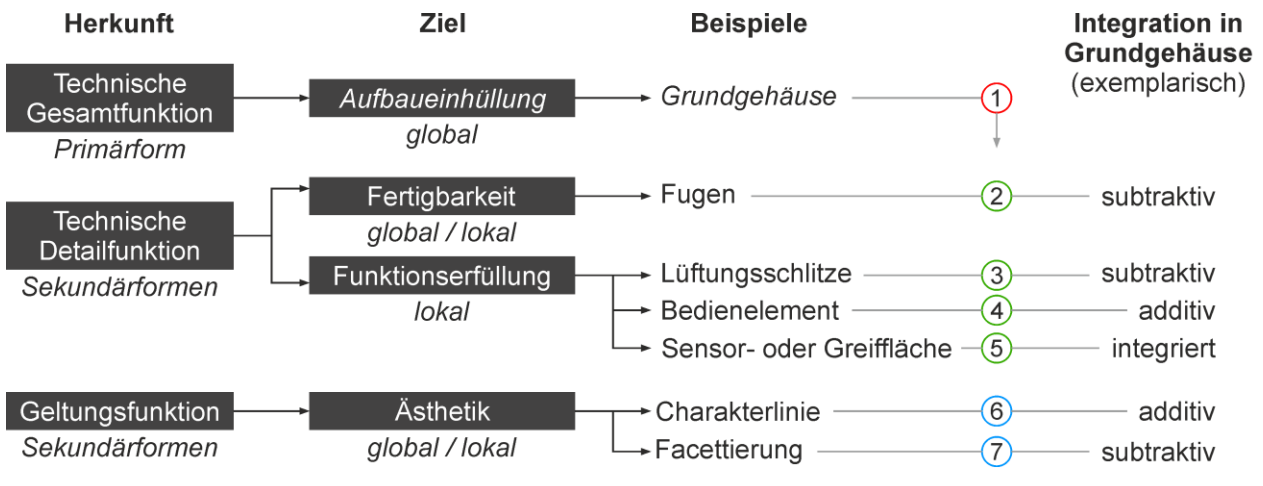 Herkunft
Ziel
Beispiele
Integration in
Grundgehäuse
(exemplarisch)
Technische
Gesamtfunktion
Primärform
Aufbaueinhüllung
global
Grundgehäuse
1
Technische
Detailfunktion
Sekundärformen
Fertigbarkeit
global / lokal
Fugen
2
subtraktiv
Funktionserfüllung
lokal
Lüftungsschlitze
3
subtraktiv
Bedienelement
4
additiv
Sensor- oder Greiffläche
5
integriert
Geltungsfunktion
Sekundärformen
Ästhetik
global / lokal
Charakterlinie
6
additiv
Facettierung
7
subtraktiv